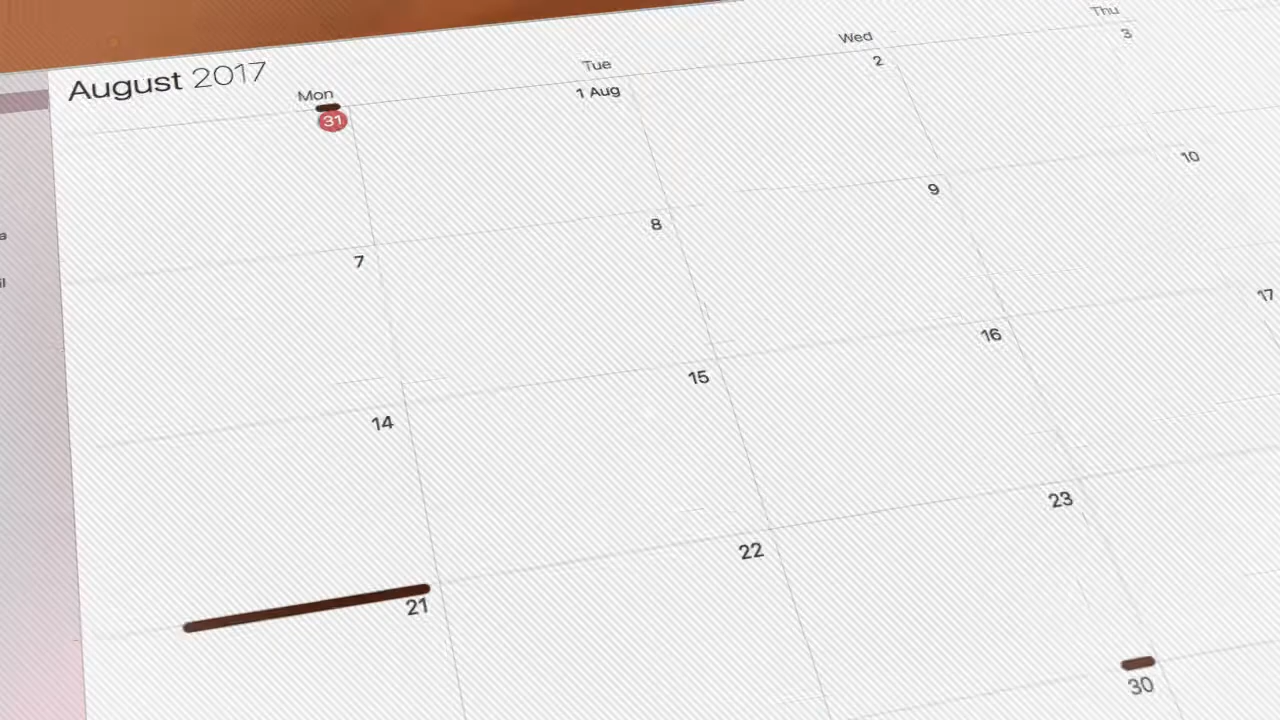 August 2017
Mon Tue Wed Thu
31 1 Aug 2 3
7 8 9 10
14 15 16 17
21 22 23
30